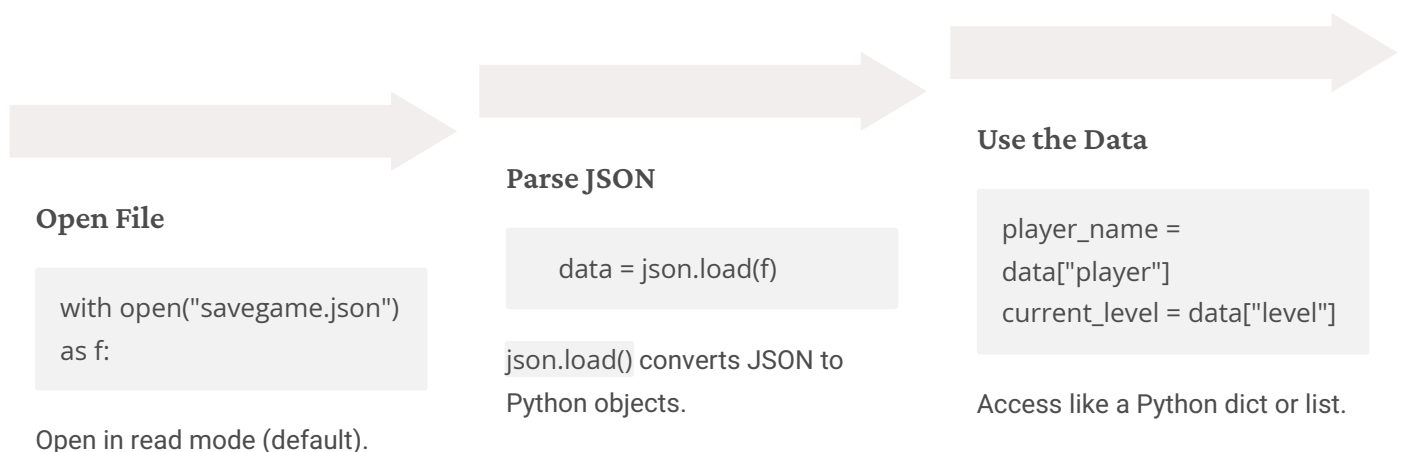 Open File
with open("savegame.json")
as f:
Open in read mode (default).
Parse JSON
data = json.load(f)
json.load() converts JSON to
Python objects.
Use the Data
player_name =
data["player"]
current_level = data["level"]
Access like a Python dict or list.